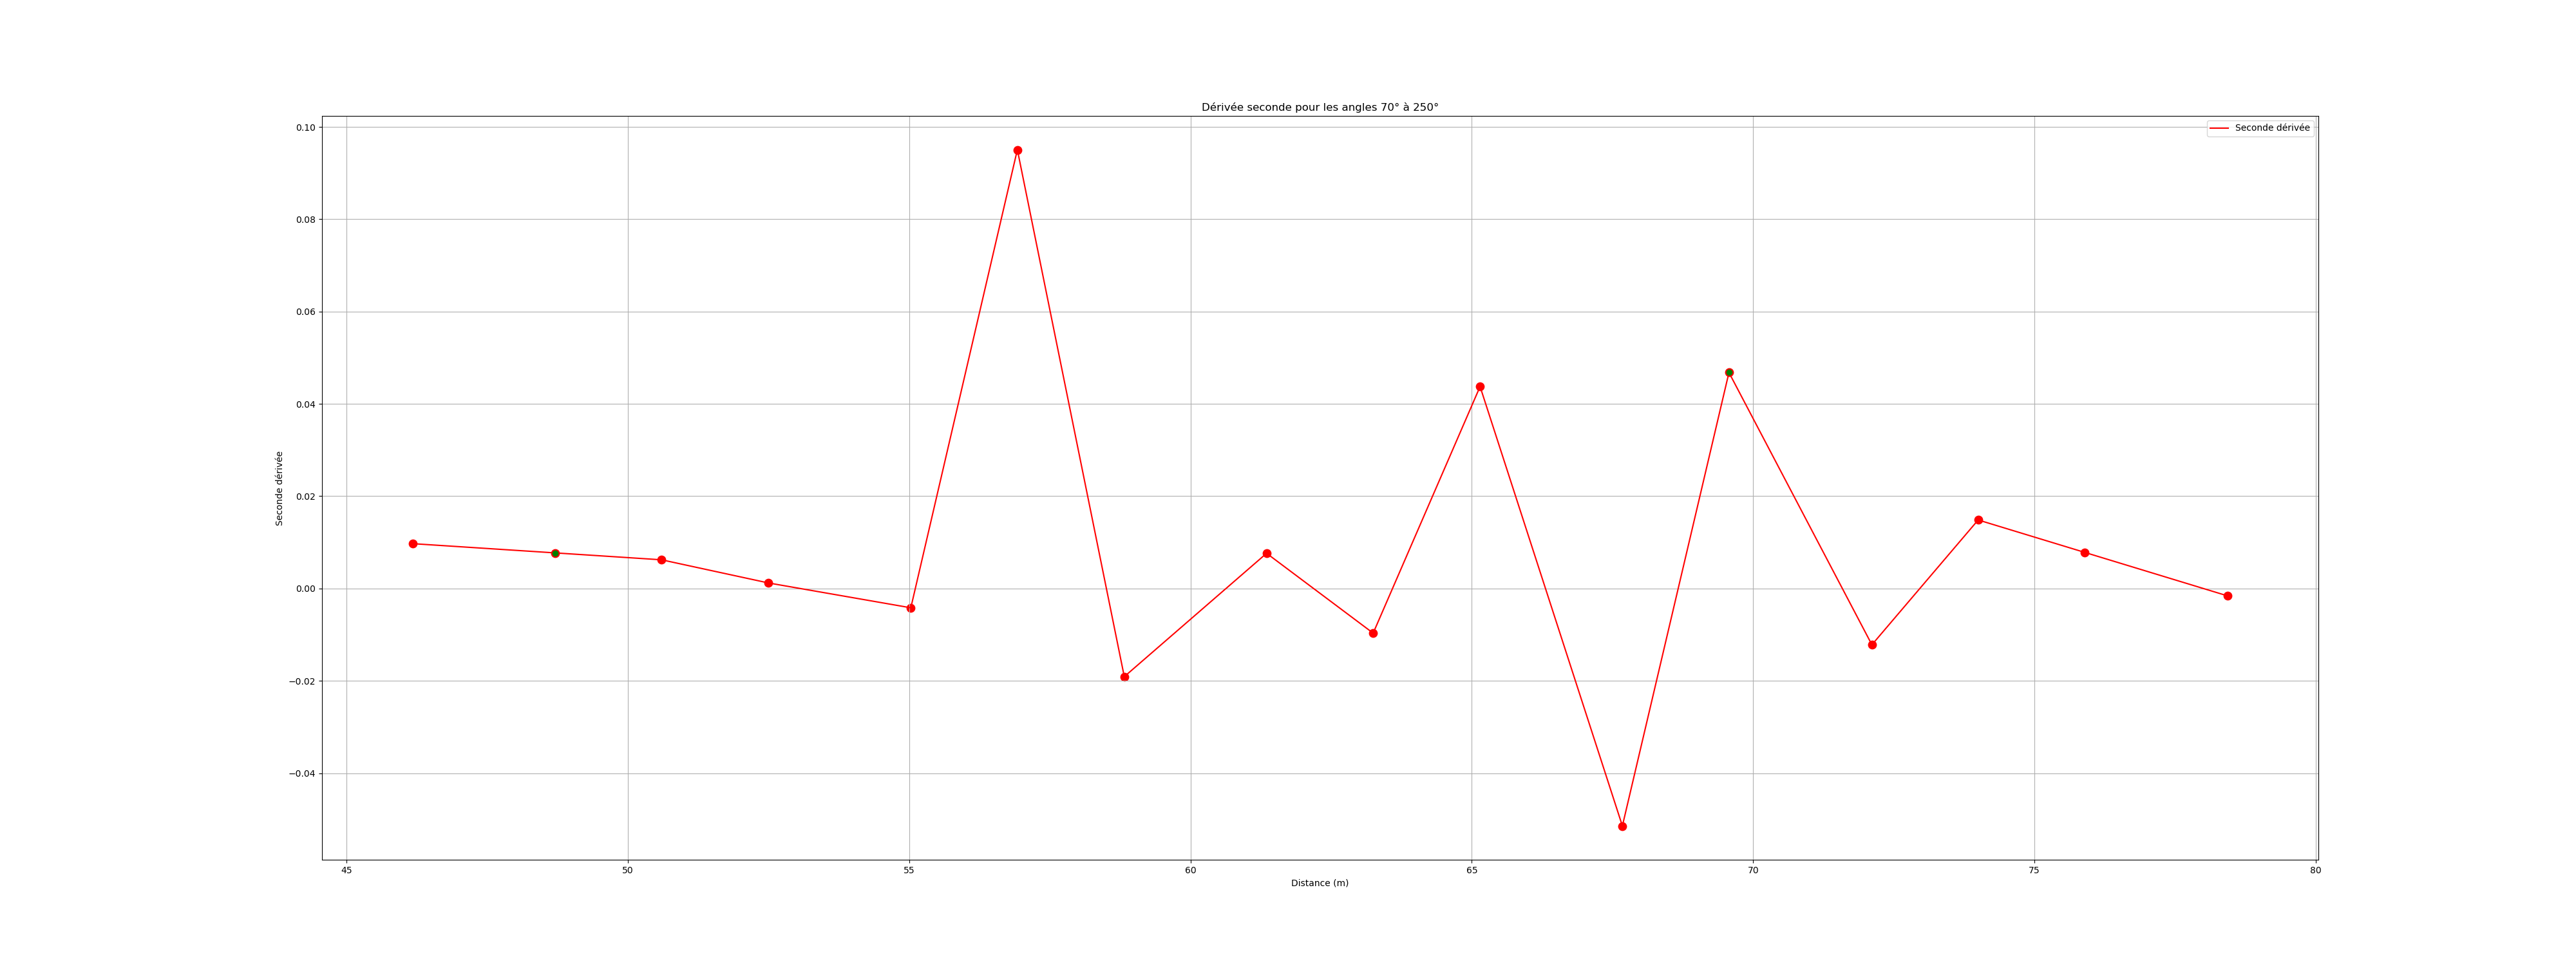 Dérivée seconde pour les angles 70° à 250°
Seconde dérivée
0.10
0.08
0.06
0.04
0.02
0.00
−0.02
−0.04
Seconde dérivée
45 50 55 60 65 70 75 80
Distance (m)